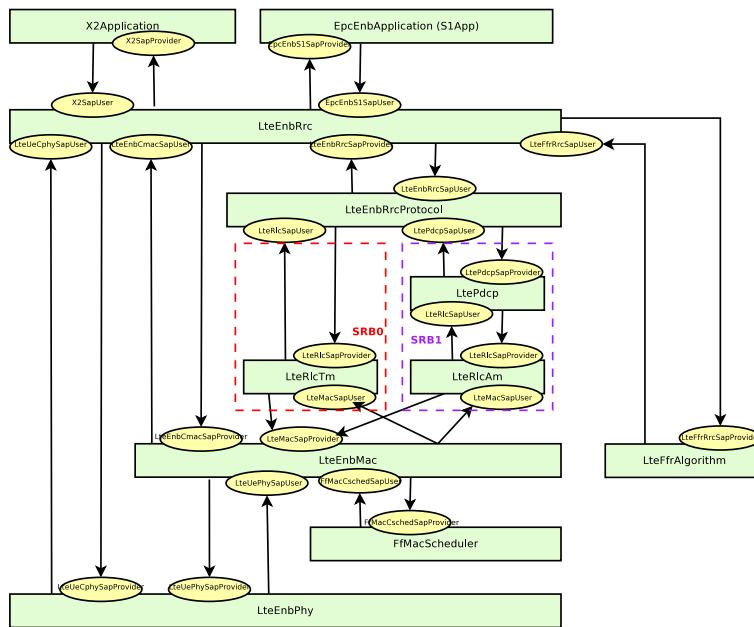 X2Application
EpcEnbApplication (S1App)
X2SapProvider
EpcEnbS1SapProvider
X2SapUser
EpcEnbS1SapUser
LteEnbRrc
LteUeCphySapUser
LteEnbCmacSapUser
LteEnbRrcSapProvider
LteFfrRrcSapUser
LteEnbRrcSapUser
LteEnbRrcProtocol
LteRlcSapUser
LtePdcpSapUser
LtePdcpSapProvider
LtePdcp
LteRlcSapUser
SRB0
SRB1
LteRlcSapProvider
LteRlcSapProvider
LteRlcTm
LteRlcAm
LteMacSapUser
LteMacSapUser
LteEnbCmacSapProvider
LteMacSapProvider
LteFfrRrcSapProvider
LteEnbMac
LteFfrAlgorithm
LteUePhySapUser
FfMacCschedSapUser
FfMacCschedSapProvider
FfMacScheduler
LteUeCphySapProvider
LteUePhySapProvider
LteEnbPhy